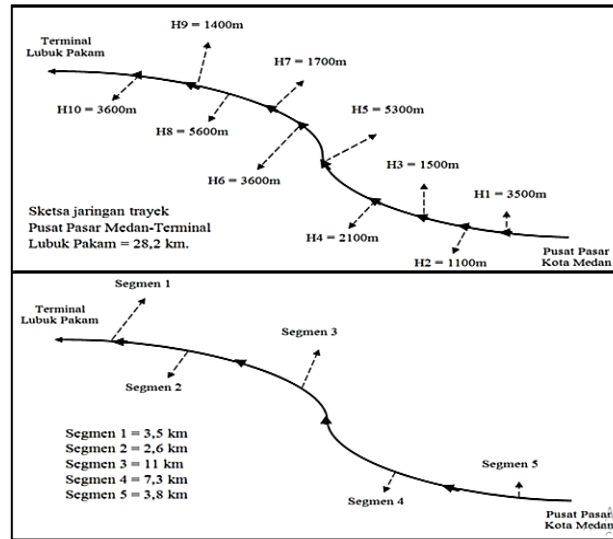 H9 = 1400m
Terminal
Lubuk Pakam
H7 = 1700m
H10 = 3600m
H5 = 5300m
H8 = 5600m
H3 = 1500m
H6 = 3600m
H1 = 3500m
Sketsa jaringan trayek
Pusat Pasar Medan-Terminal
Lubuk Pakam = 28,2 km.
H4 = 2100m
H2 = 1100m
Pusat Pasar
Kota Medan
Segmen 1
Terminal
Lubuk Pakam
Segmen 3
Segmen 2
Segmen 1 = 3,5 km
Segmen 2 = 2,6 km
Segmen 3 = 11 km
Segmen 4 = 7,3 km
Segmen 5 = 3,8 km
Segmen 5
Segmen 4
Pusat Pasar
Kota Medan